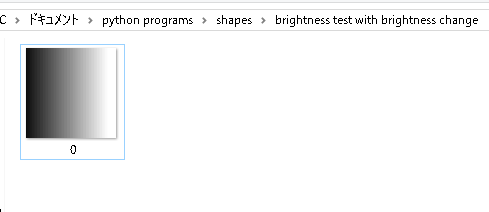 C > ドキュメント > python programs > shapes > brightness test with brightness change
0